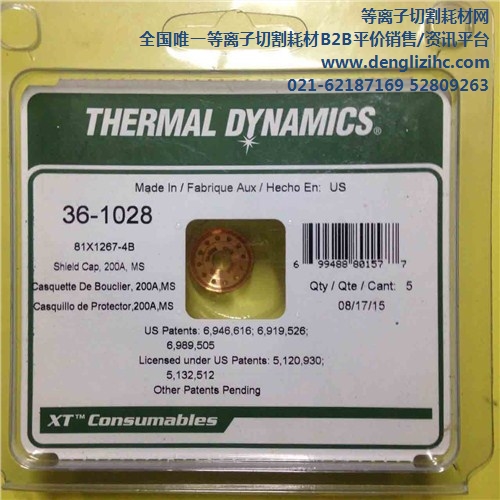 等离子切割耗材网
全国唯一等离子切割耗材B2B平价销售/资讯平台
www.denglizihc.com
021-62187169 52809263
THERMAL DYNAMICS®
Made In / Fabrique Aux / Hecho En: US
36-1028
81X1267-4B
Shield Cap, 200A, MS
Casquette De Bouclier, 200A,MS
Casquillo de Protector,200A,MS
6 99488 80157 7
Qty / Qte / Cant: 5
08/17/15
US Patents: 6,946,616; 6,919,526;
6,989,505
Licensed under US Patents: 5,120,930;
5,132,512
Other Patents Pending
XT™ Consumables